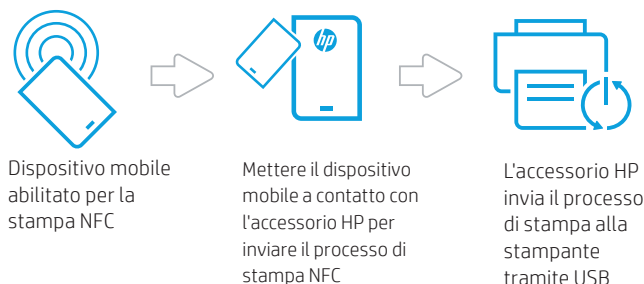 hp
Dispositivo mobile
abilitato per la
stampa NFC
Mettere il dispositivo
mobile a contatto con
l'accessorio HP per
inviare il processo di
stampa NFC
L'accessorio HP
invia il processo
di stampa alla
stampante
tramite USB